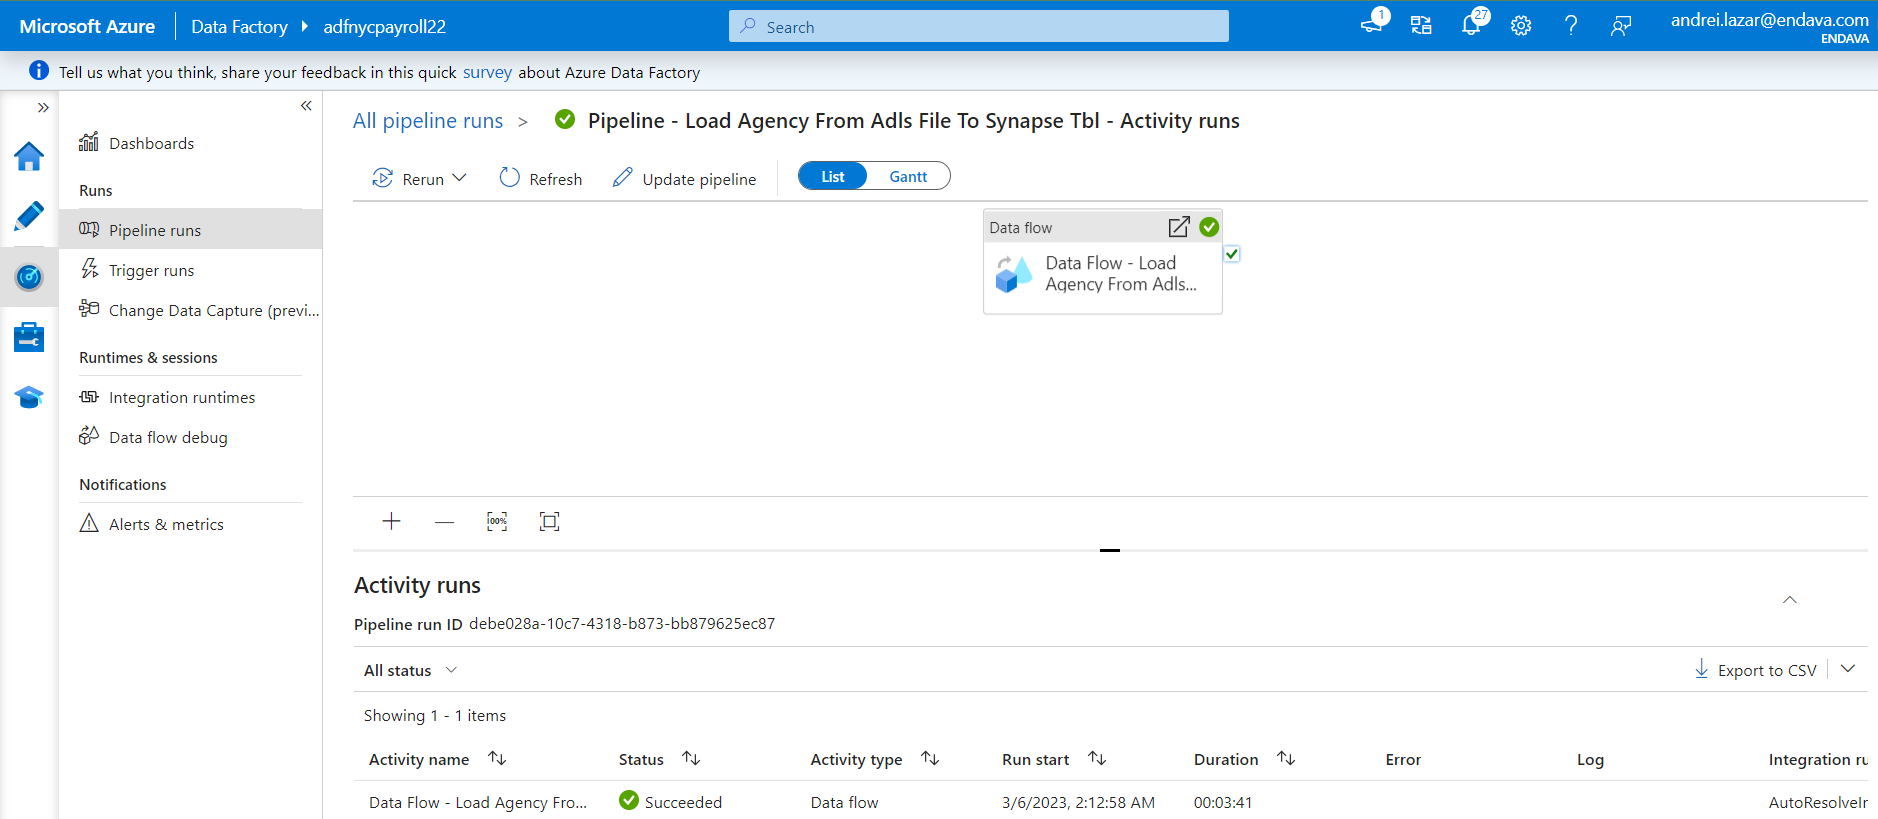 Microsoft Azure
Data Factory
adfnycpayroll22
Search
1
27
andrei.lazar@endava.com
ENDAVA
Tell us what you think, share your feedback in this quick survey about Azure Data Factory
Dashboards
Runs
Pipeline runs
Trigger runs
Change Data Capture (previ...
Runtimes & sessions
Integration runtimes
Data flow debug
Notifications
Alerts & metrics
All pipeline runs > Pipeline - Load Agency From Adls File To Synapse Tbl - Activity runs
Rerun
Refresh
Update pipeline
List
Gantt
Data flow
Data Flow - Load
Agency From Adls...
100%
Activity runs
Pipeline run ID debe028a-10c7-4318-b873-bb879625ec87
All status
Export to CSV
Showing 1 - 1 items
Activity name Status Activity type Run start Duration Error Log Integration ru
Data Flow - Load Agency Fro... Succeeded Data flow 3/6/2023, 2:12:58 AM 00:03:41 AutoResolveIr